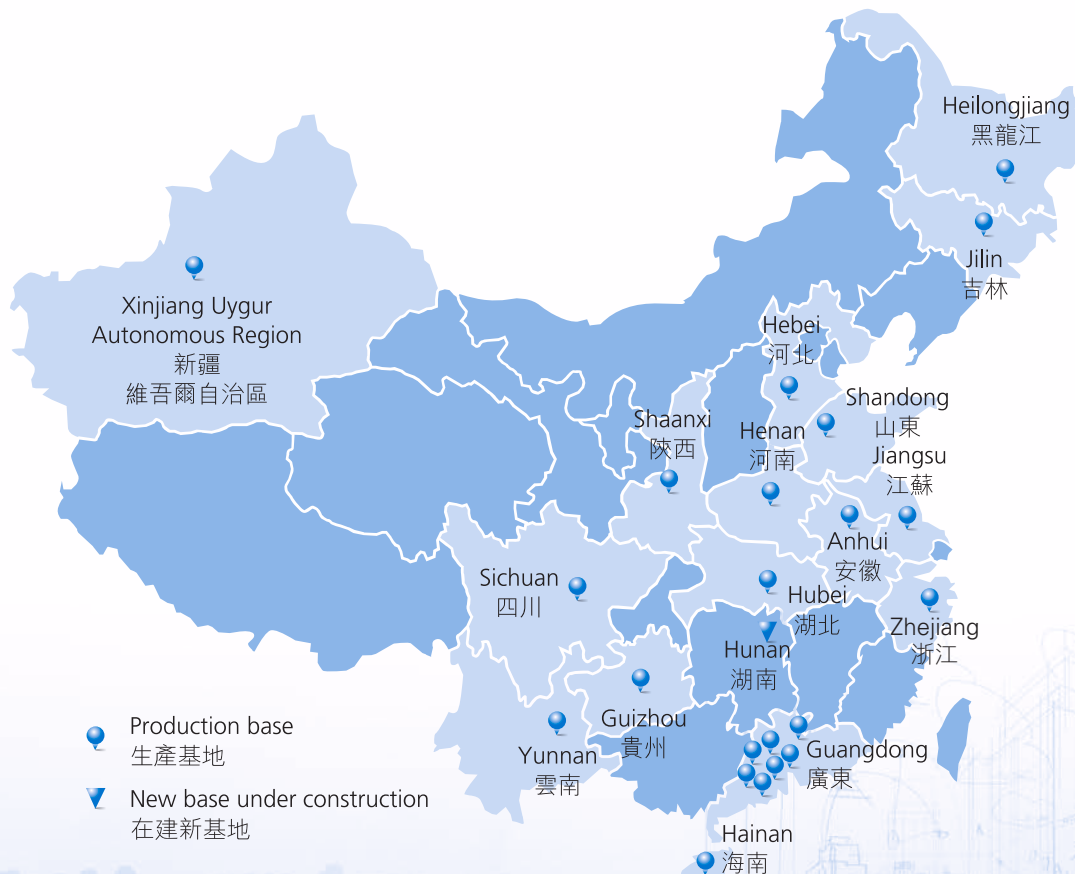 Heilongjiang
黑龍江
Jilin
吉林
Xinjiang Uygur
Autonomous Region
新疆
維吾爾自治區
Hebei
河北
Shandong
山東
Shaanxi
陝西
Henan
河南
Jiangsu
江蘇
Anhui
安徽
Sichuan
四川
Hubei
湖北
Zhejiang
浙江
Hunan
湖南
Guizhou
貴州
Yunnan
雲南
Guangdong
廣東
Hainan
海南
Production base
生產基地
New base under construction
在建新基地